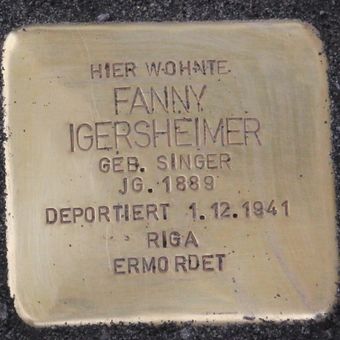 HIER WOHNTE
FANNY
IGERSHEIMER
GEB. SINGER
JG. 1889
DEPORTIERT 1.12.1941
RIGA
ERMORDET